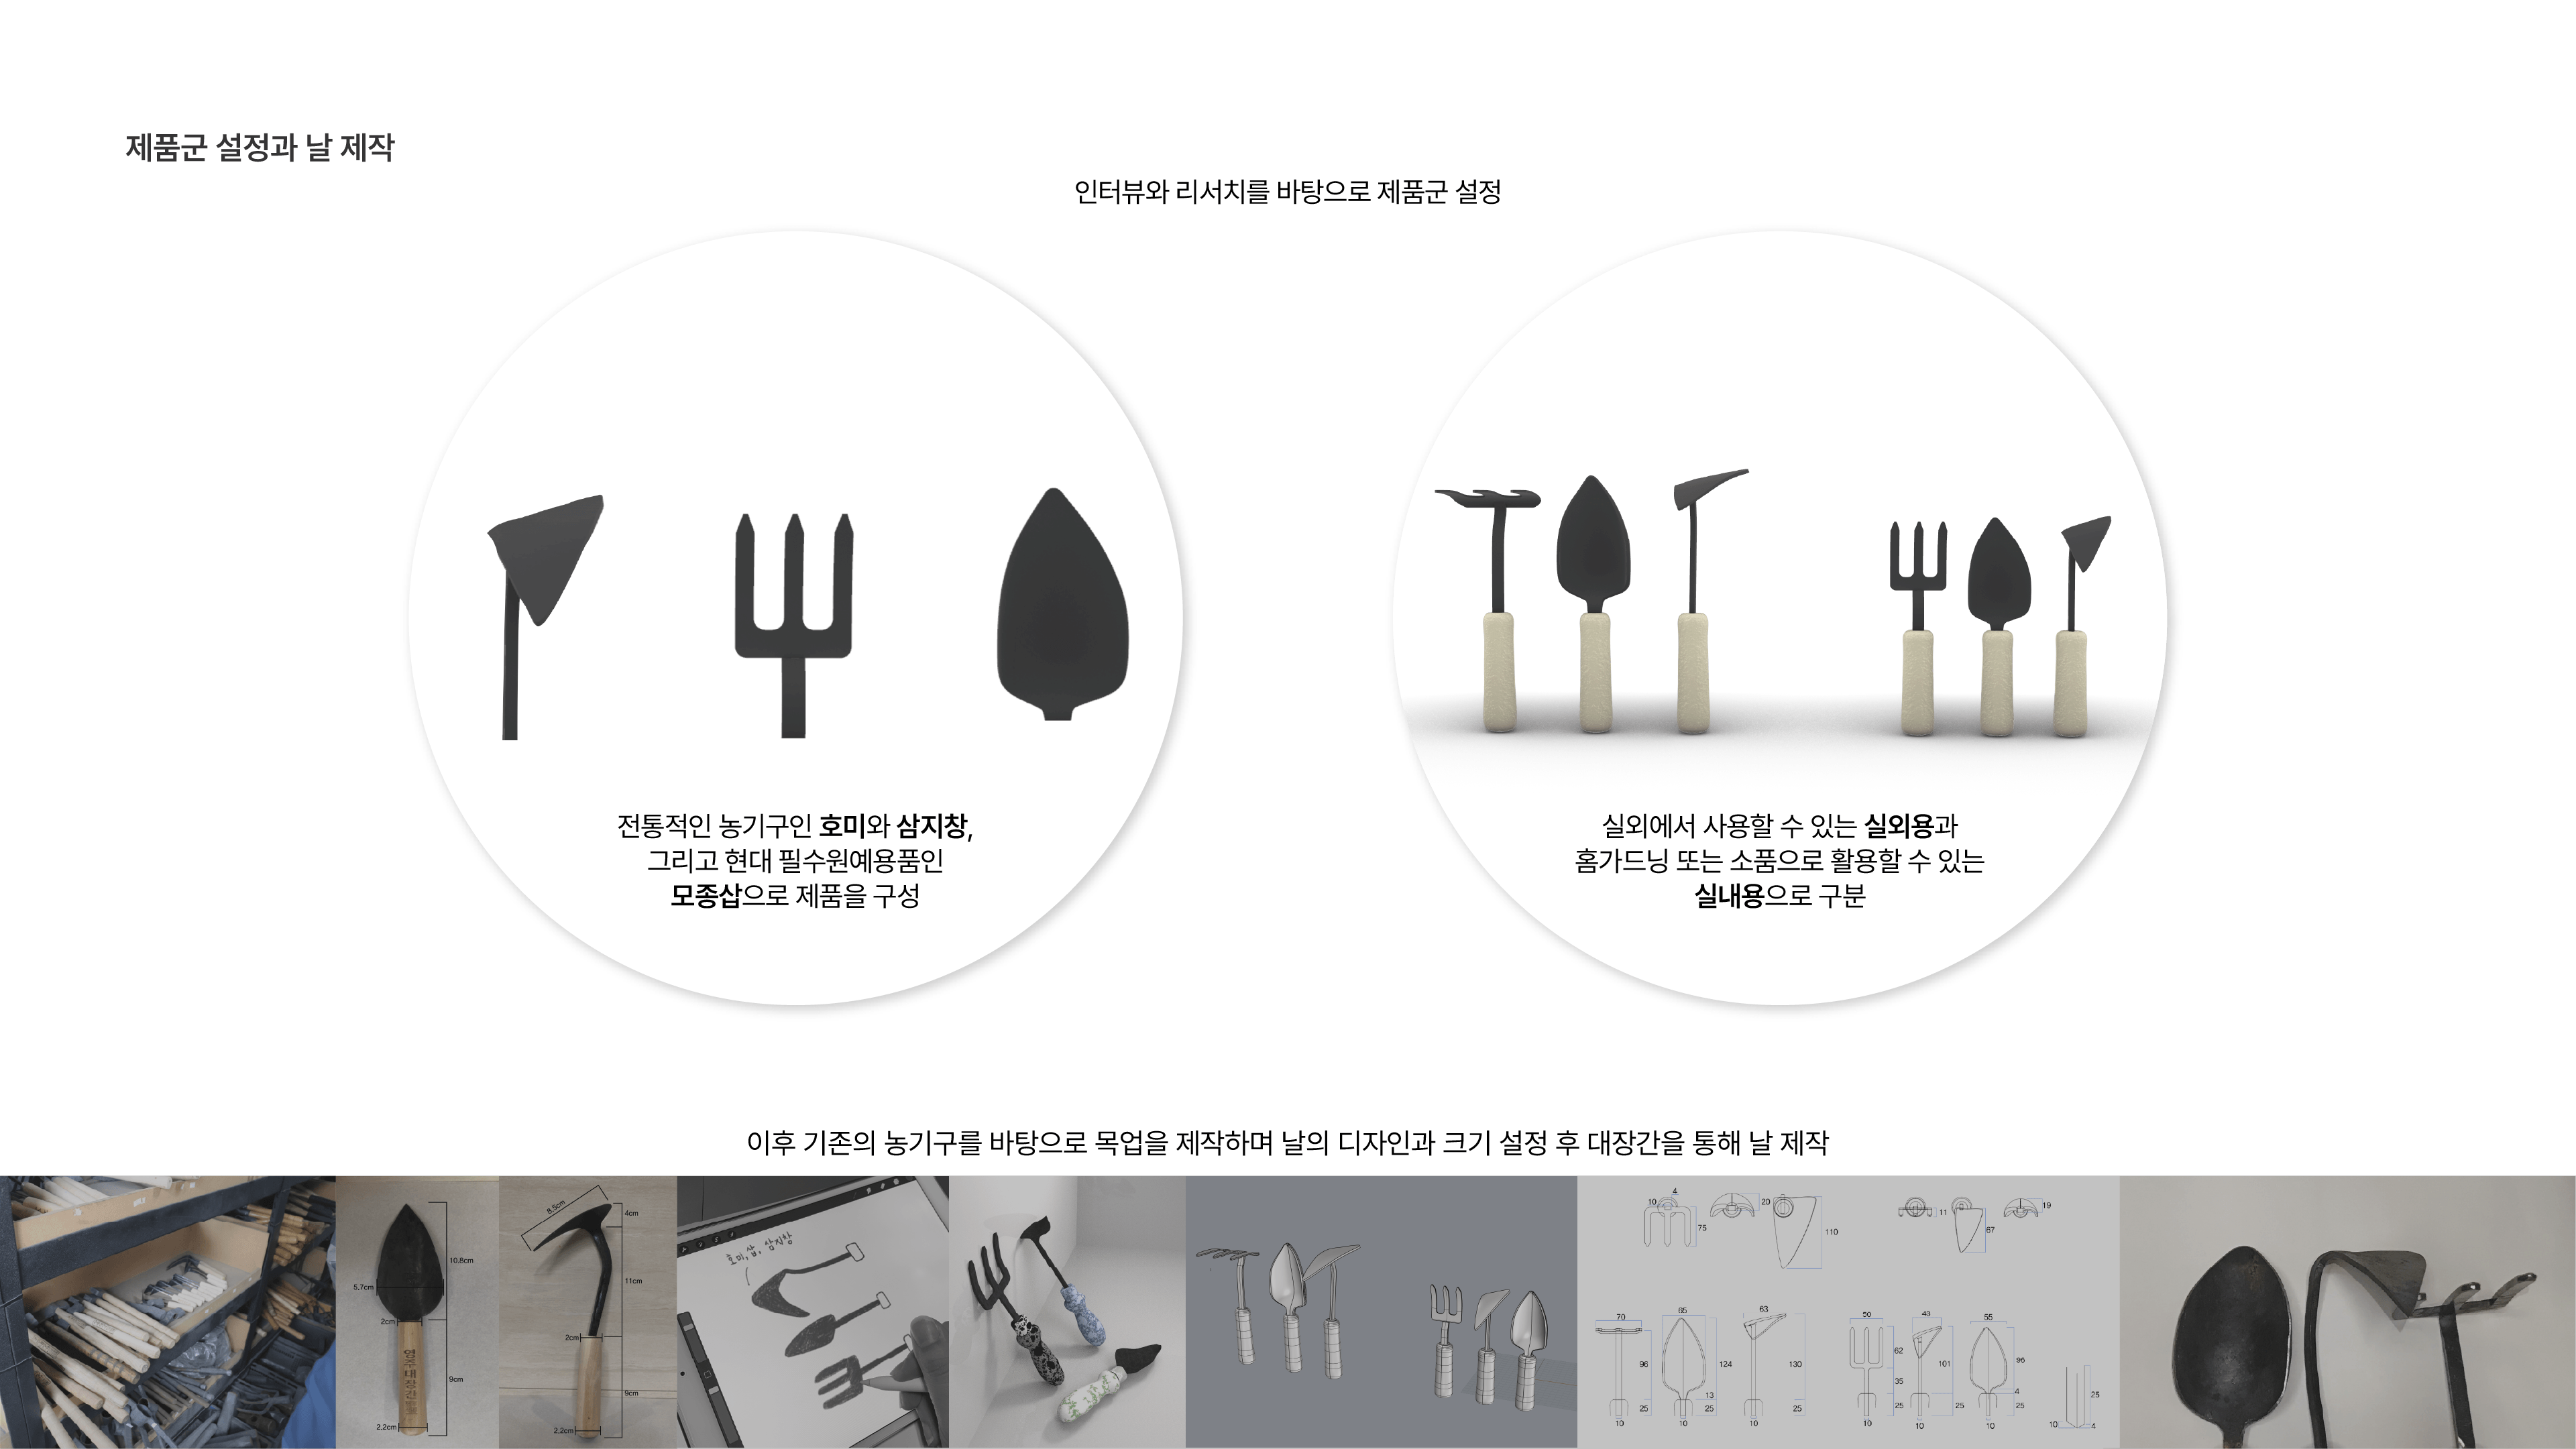 제품군 설정과 날 제작
인터뷰와 리서치를 바탕으로 제품군 설정
전통적인 농기구인 호미와 삼지창,
그리고 현대 필수원예용품인
모종삽으로 제품을 구성
실외에서 사용할 수 있는 실외용과
홈가드닝 또는 소품으로 활용할 수 있는
실내용으로 구분
이후 기존의 농기구를 바탕으로 목업을 제작하며 날의 디자인과 크기 설정 후 대장간을 통해 날 제작
10.8cm
5.7cm
2cm
영주대장간
9cm
2.2cm
8.5cm
4cm
11cm
2cm
9cm
2.2cm
호미, 삽, 삼지창
4
10
75
20
110
11
67
19
70
96
25
10
65
124
13
25
10
63
130
25
10
50
62
35
25
10
43
101
25
10
55
96
4
25
10
25
10
4